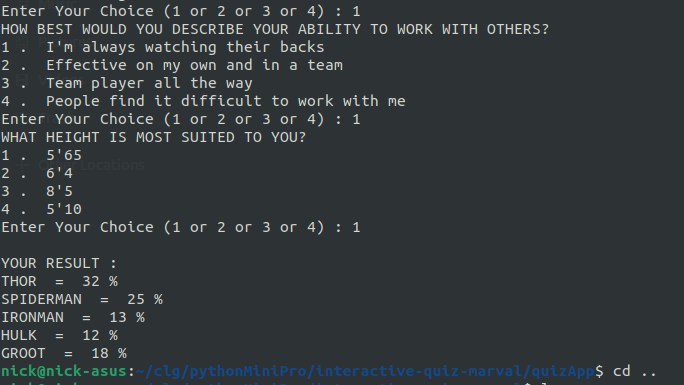 Enter Your Choice (1 or 2 or 3 or 4) : 1
HOW BEST WOULD YOU DESCRIBE YOUR ABILITY TO WORK WITH OTHERS?
1 .  I'm always watching their backs
2 .  Effective on my own and in a team
3 .  Team player all the way
4 .  People find it difficult to work with me
Enter Your Choice (1 or 2 or 3 or 4) : 1
WHAT HEIGHT IS MOST SUITED TO YOU?
1 .  5'65
2 .  6'4
3 .  8'5
4 .  5'10
Enter Your Choice (1 or 2 or 3 or 4) : 1
YOUR RESULT :
THOR  =  32 %
SPIDERMAN  =  25 %
IRONMAN  =  13 %
HULK  =  12 %
GROOT  =  18 %
nick@nick-asus:~/clg/pythonMiniPro/interactive-quiz-marval/quizApp$ cd ..